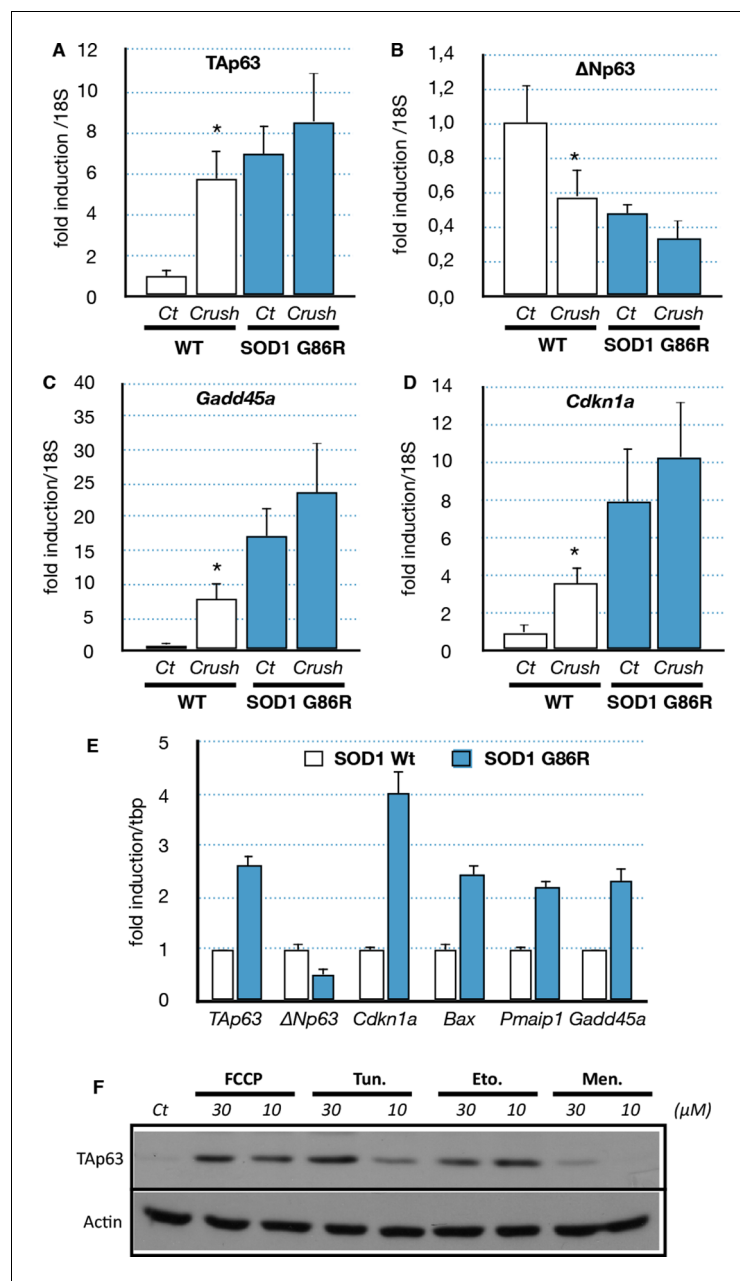 A
TAp63
fold induction /18S
12
10
8
6
4
2
0
*
Ct Crush Ct Crush
WT SOD1 G86R
B
ΔNp63
fold induction /18S
1,4
1,2
1,0
0,8
0,6
0,4
0,2
0,0
*
Ct Crush Ct Crush
WT SOD1 G86R
C
Gadd45a
fold induction/18S
40
35
30
25
20
15
10
5
0
*
Ct Crush Ct Crush
WT SOD1 G86R
D
Cdkn1a
fold induction/18S
14
12
10
8
6
4
2
0
*
Ct Crush Ct Crush
WT SOD1 G86R
E
SOD1 Wt SOD1 G86R
fold induction/tbp
5
4
3
2
1
0
TAp63 ΔNp63 Cdkn1a Bax Pmaip1 Gadd45a
F
FCCP Tun. Eto. Men.
Ct 30 10 30 10 30 10 30 10 (μM)
TAp63
Actin